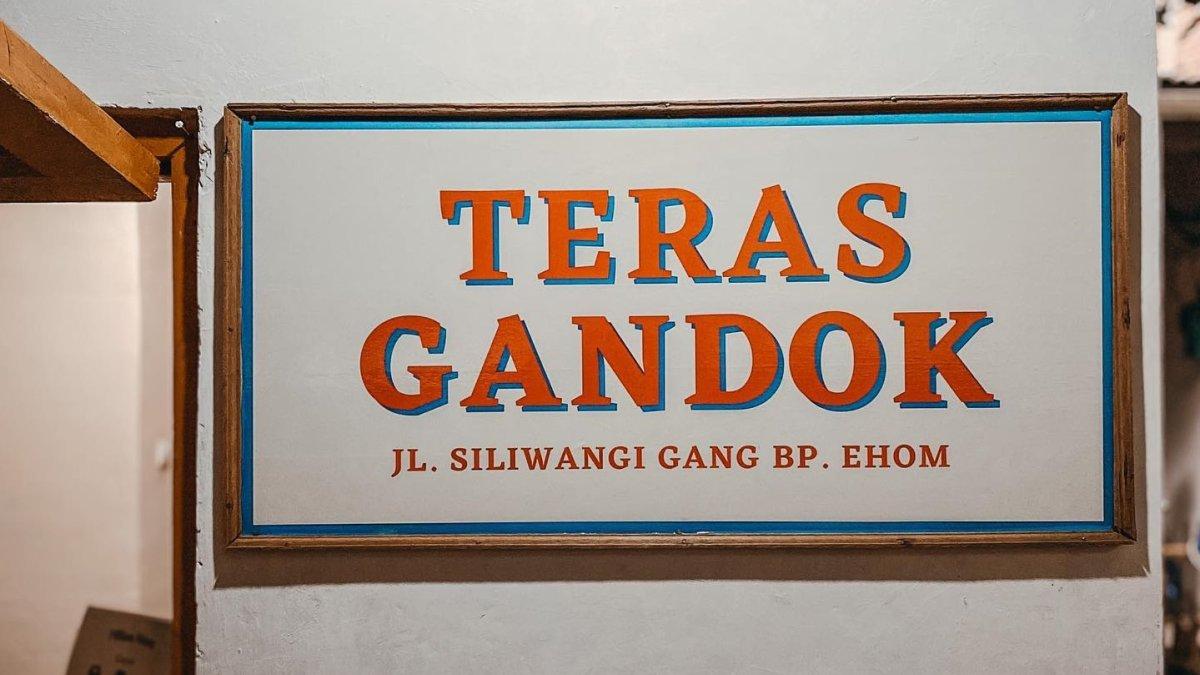 TERAS
GANDOK
JL. SILIWANGI GANG BP. EHOM